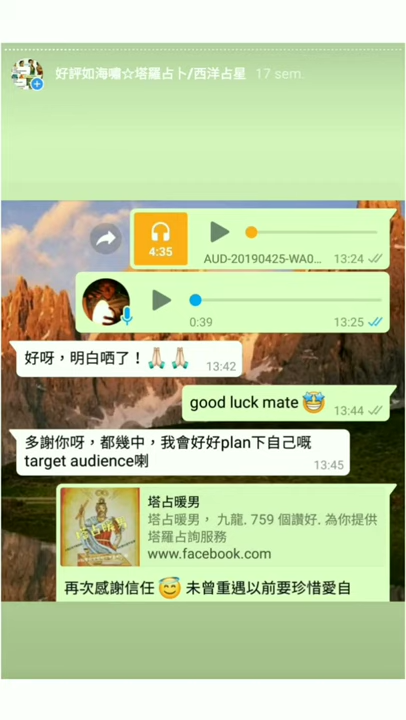 好評如海嘯☆塔羅占卜/西洋占星 17 sem.
4:35
AUD-20190425-WA0... 13:24
0:39 13:25
好呀，明白哂了！🙏🏻 🙏🏻 13:42
good luck mate 🤩 13:44
多謝你呀，都幾中，我會好好plan下自己嘅
target audience喇 13:45
塔占暖男
塔占暖男， 九龍. 759 個讚好. 為你提供
塔羅占詢服務
www.facebook.com
再次感謝信任 😇 未曾重遇以前要珍惜愛自